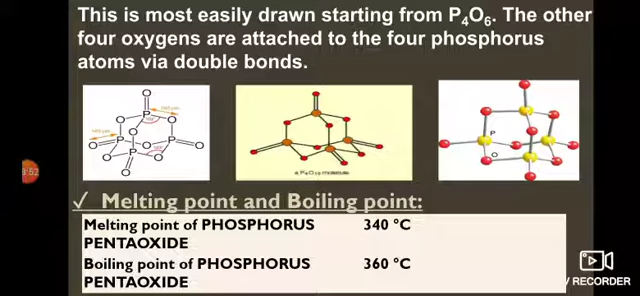 This is most easily drawn starting from P₄O₆. The other
four oxygens are attached to the four phosphorus
atoms via double bonds.
✓ Melting point and Boiling point:
Melting point of PHOSPHORUS 340 °C
PENTAOXIDE
Boiling point of PHOSPHORUS 360 °C
PENTAOXIDE
RECORDER